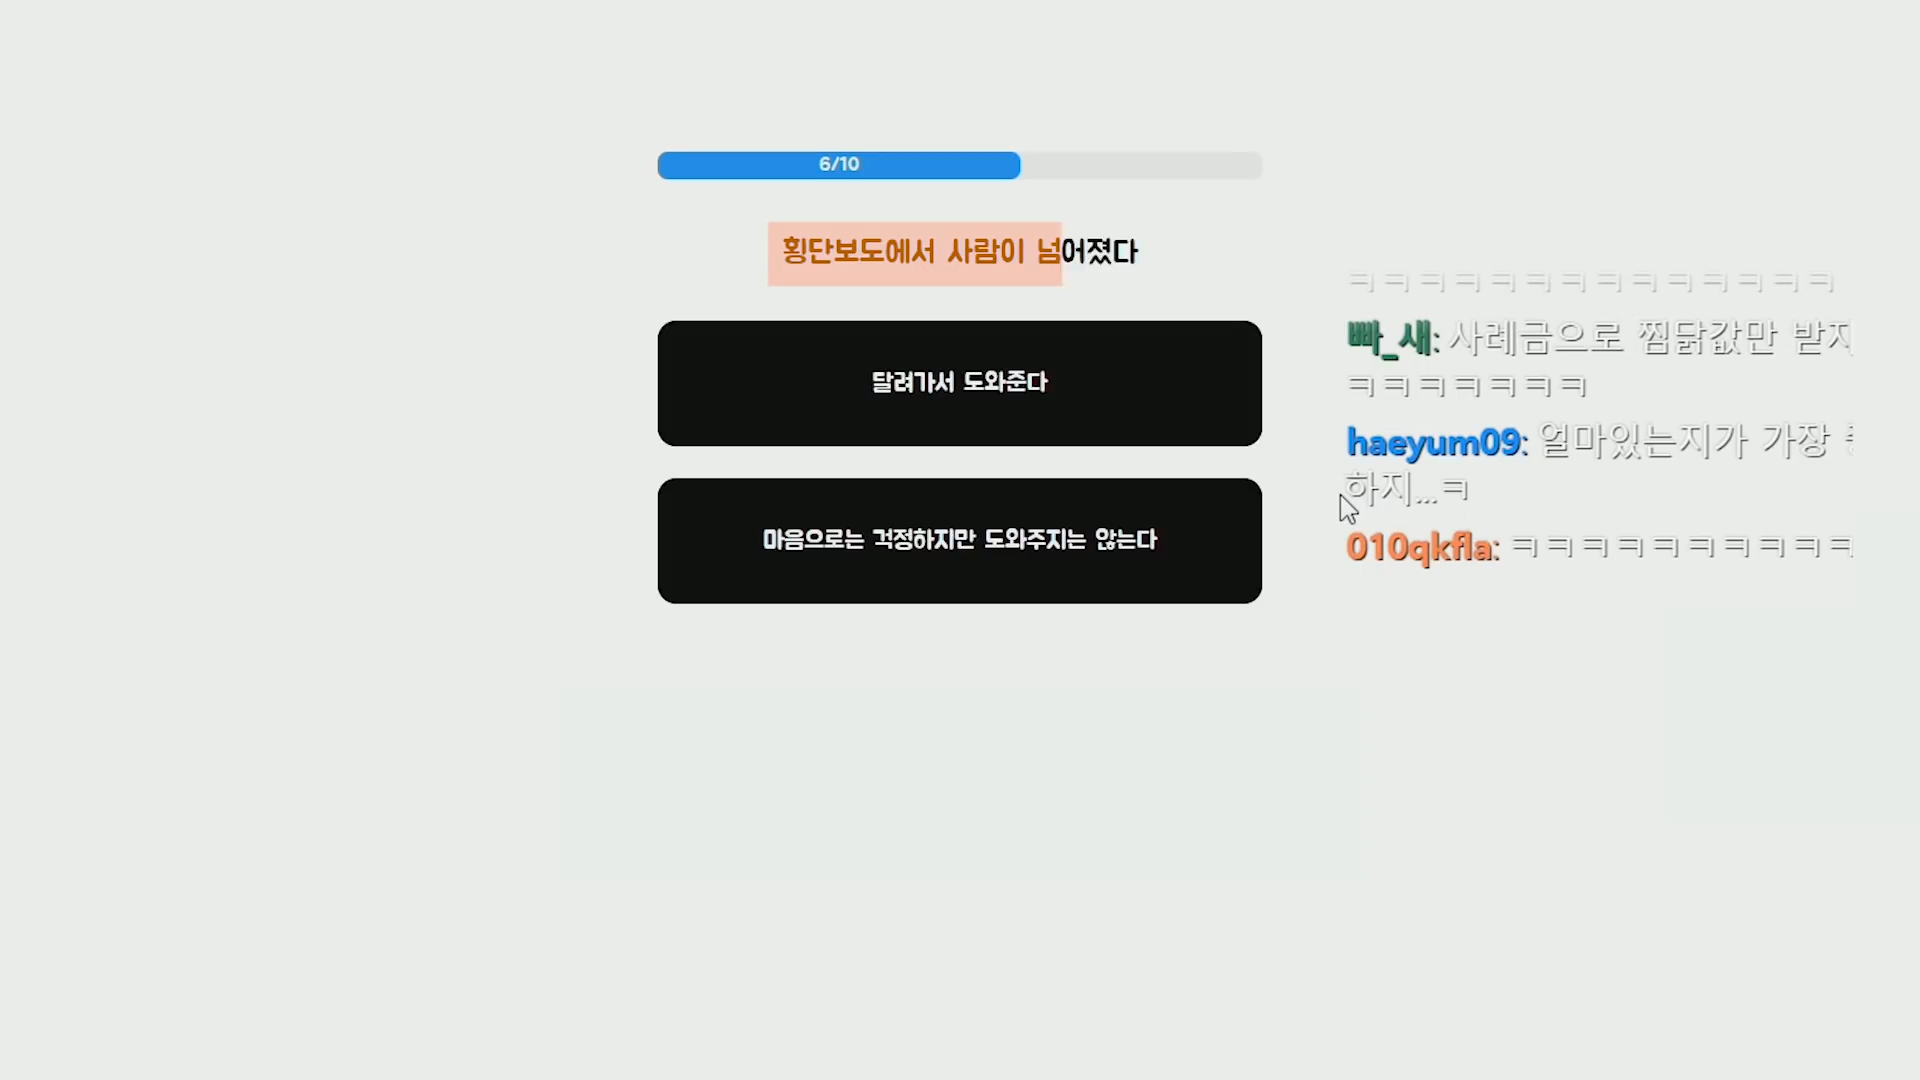 6/10
횡단보도에서 사람이 넘어졌다
달려가서 도와준다
마음으로는 걱정하지만 도와주지는 않는다
ㅋㅋㅋㅋㅋㅋㅋㅋㅋㅋㅋㅋㅋㅋ
빠_새: 사례금으로 찜닭값만 받지
ㅋㅋㅋㅋㅋㅋㅋ
haeyum09: 얼마있는지가 가장
하지...ㅋ
010qkfla: ㅋㅋㅋㅋㅋㅋㅋㅋㅋㅋ